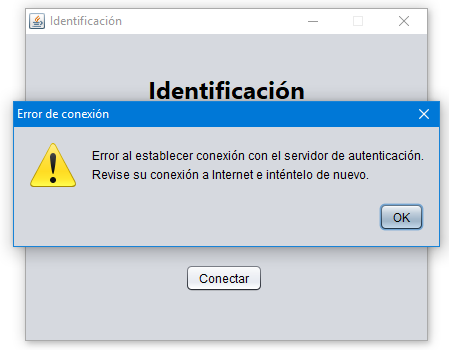 Identificación
Identificación
Error de conexión
Error al establecer conexión con el servidor de autenticación.
Revise su conexión a Internet e inténtelo de nuevo.
OK
Conectar